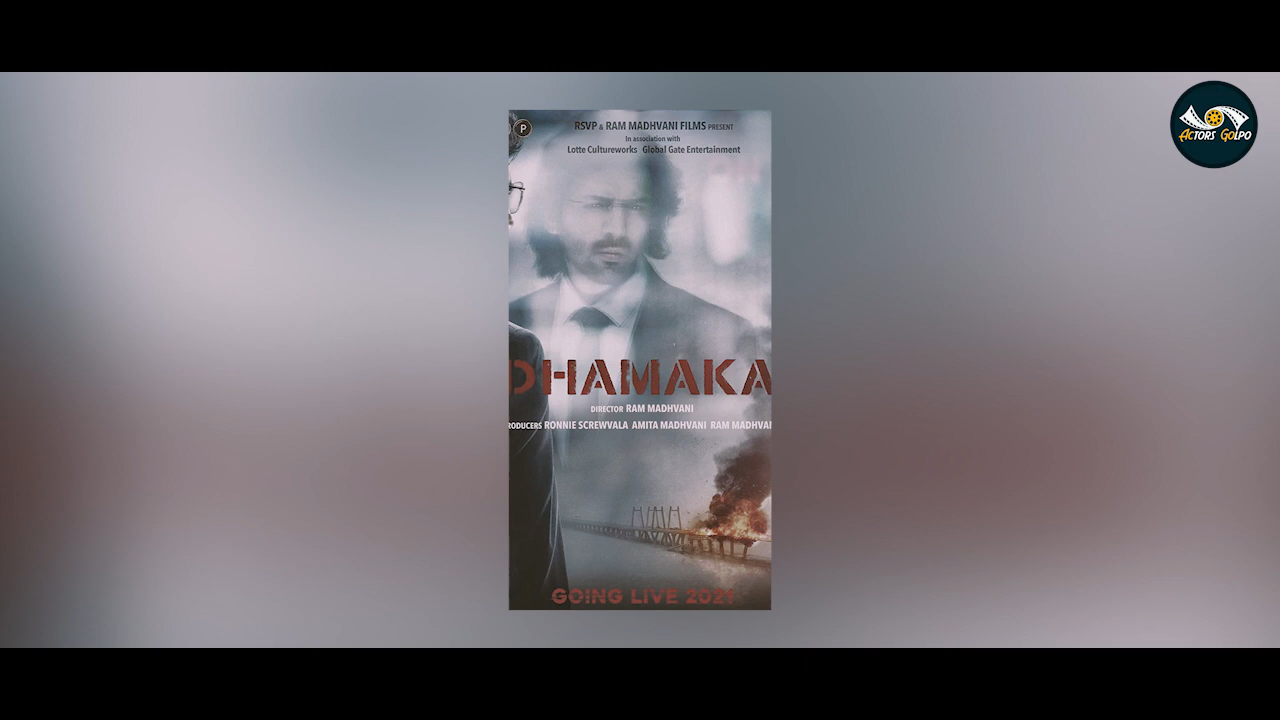 P
RSVP & RAM MADHVANI FILMS PRESENT
In association with
Lotte Cultureworks Global Gate Entertainment
DHAMAKA
DIRECTOR RAM MADHVANI
RODUCERS RONNIE SCREWVALA AMITA MADHVANI RAM MADHVAN
GOING LIVE 2021
ACTORS GOLPO